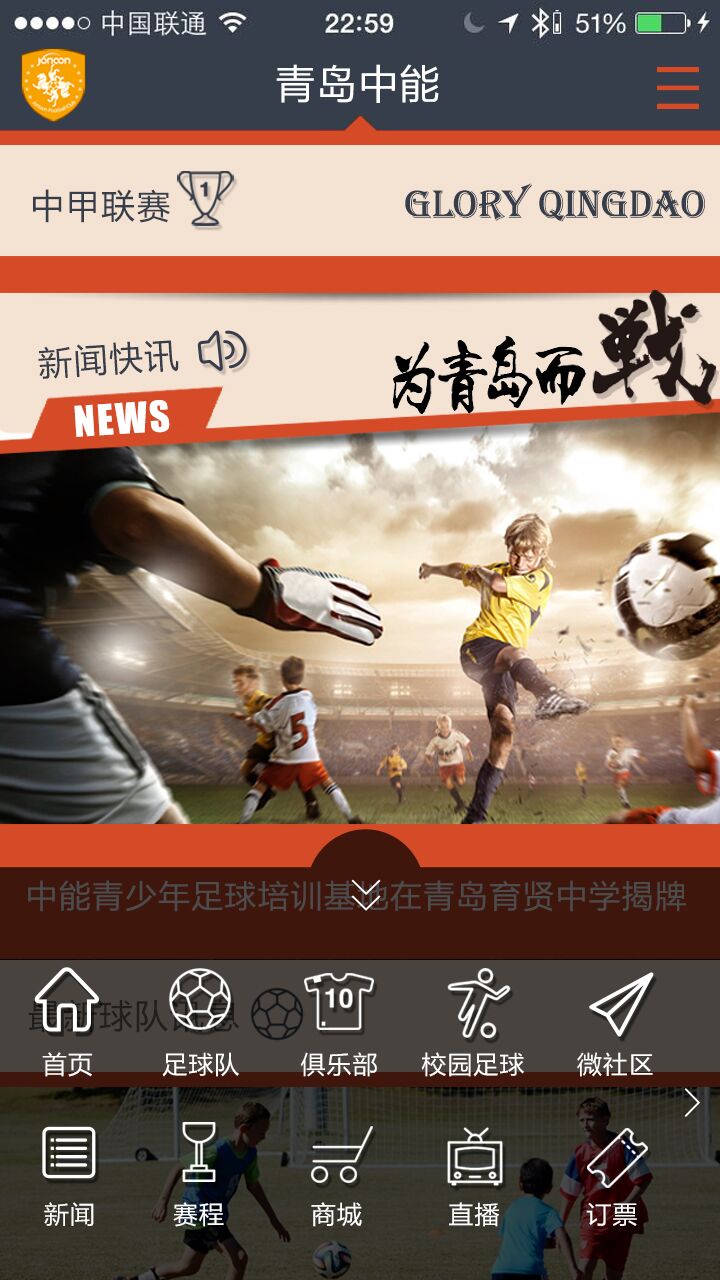 中国联通 22:59 51%
jonoon
青岛中能
中甲联赛 1 GLORY QINGDAO
新闻快讯 为青岛而戦
NEWS
5
中能青少年足球培训基地在青岛育贤中学揭牌
最新球队讯息
10
首页 足球队 俱乐部 校园足球 微社区
新闻 赛程 商城 直播 订票